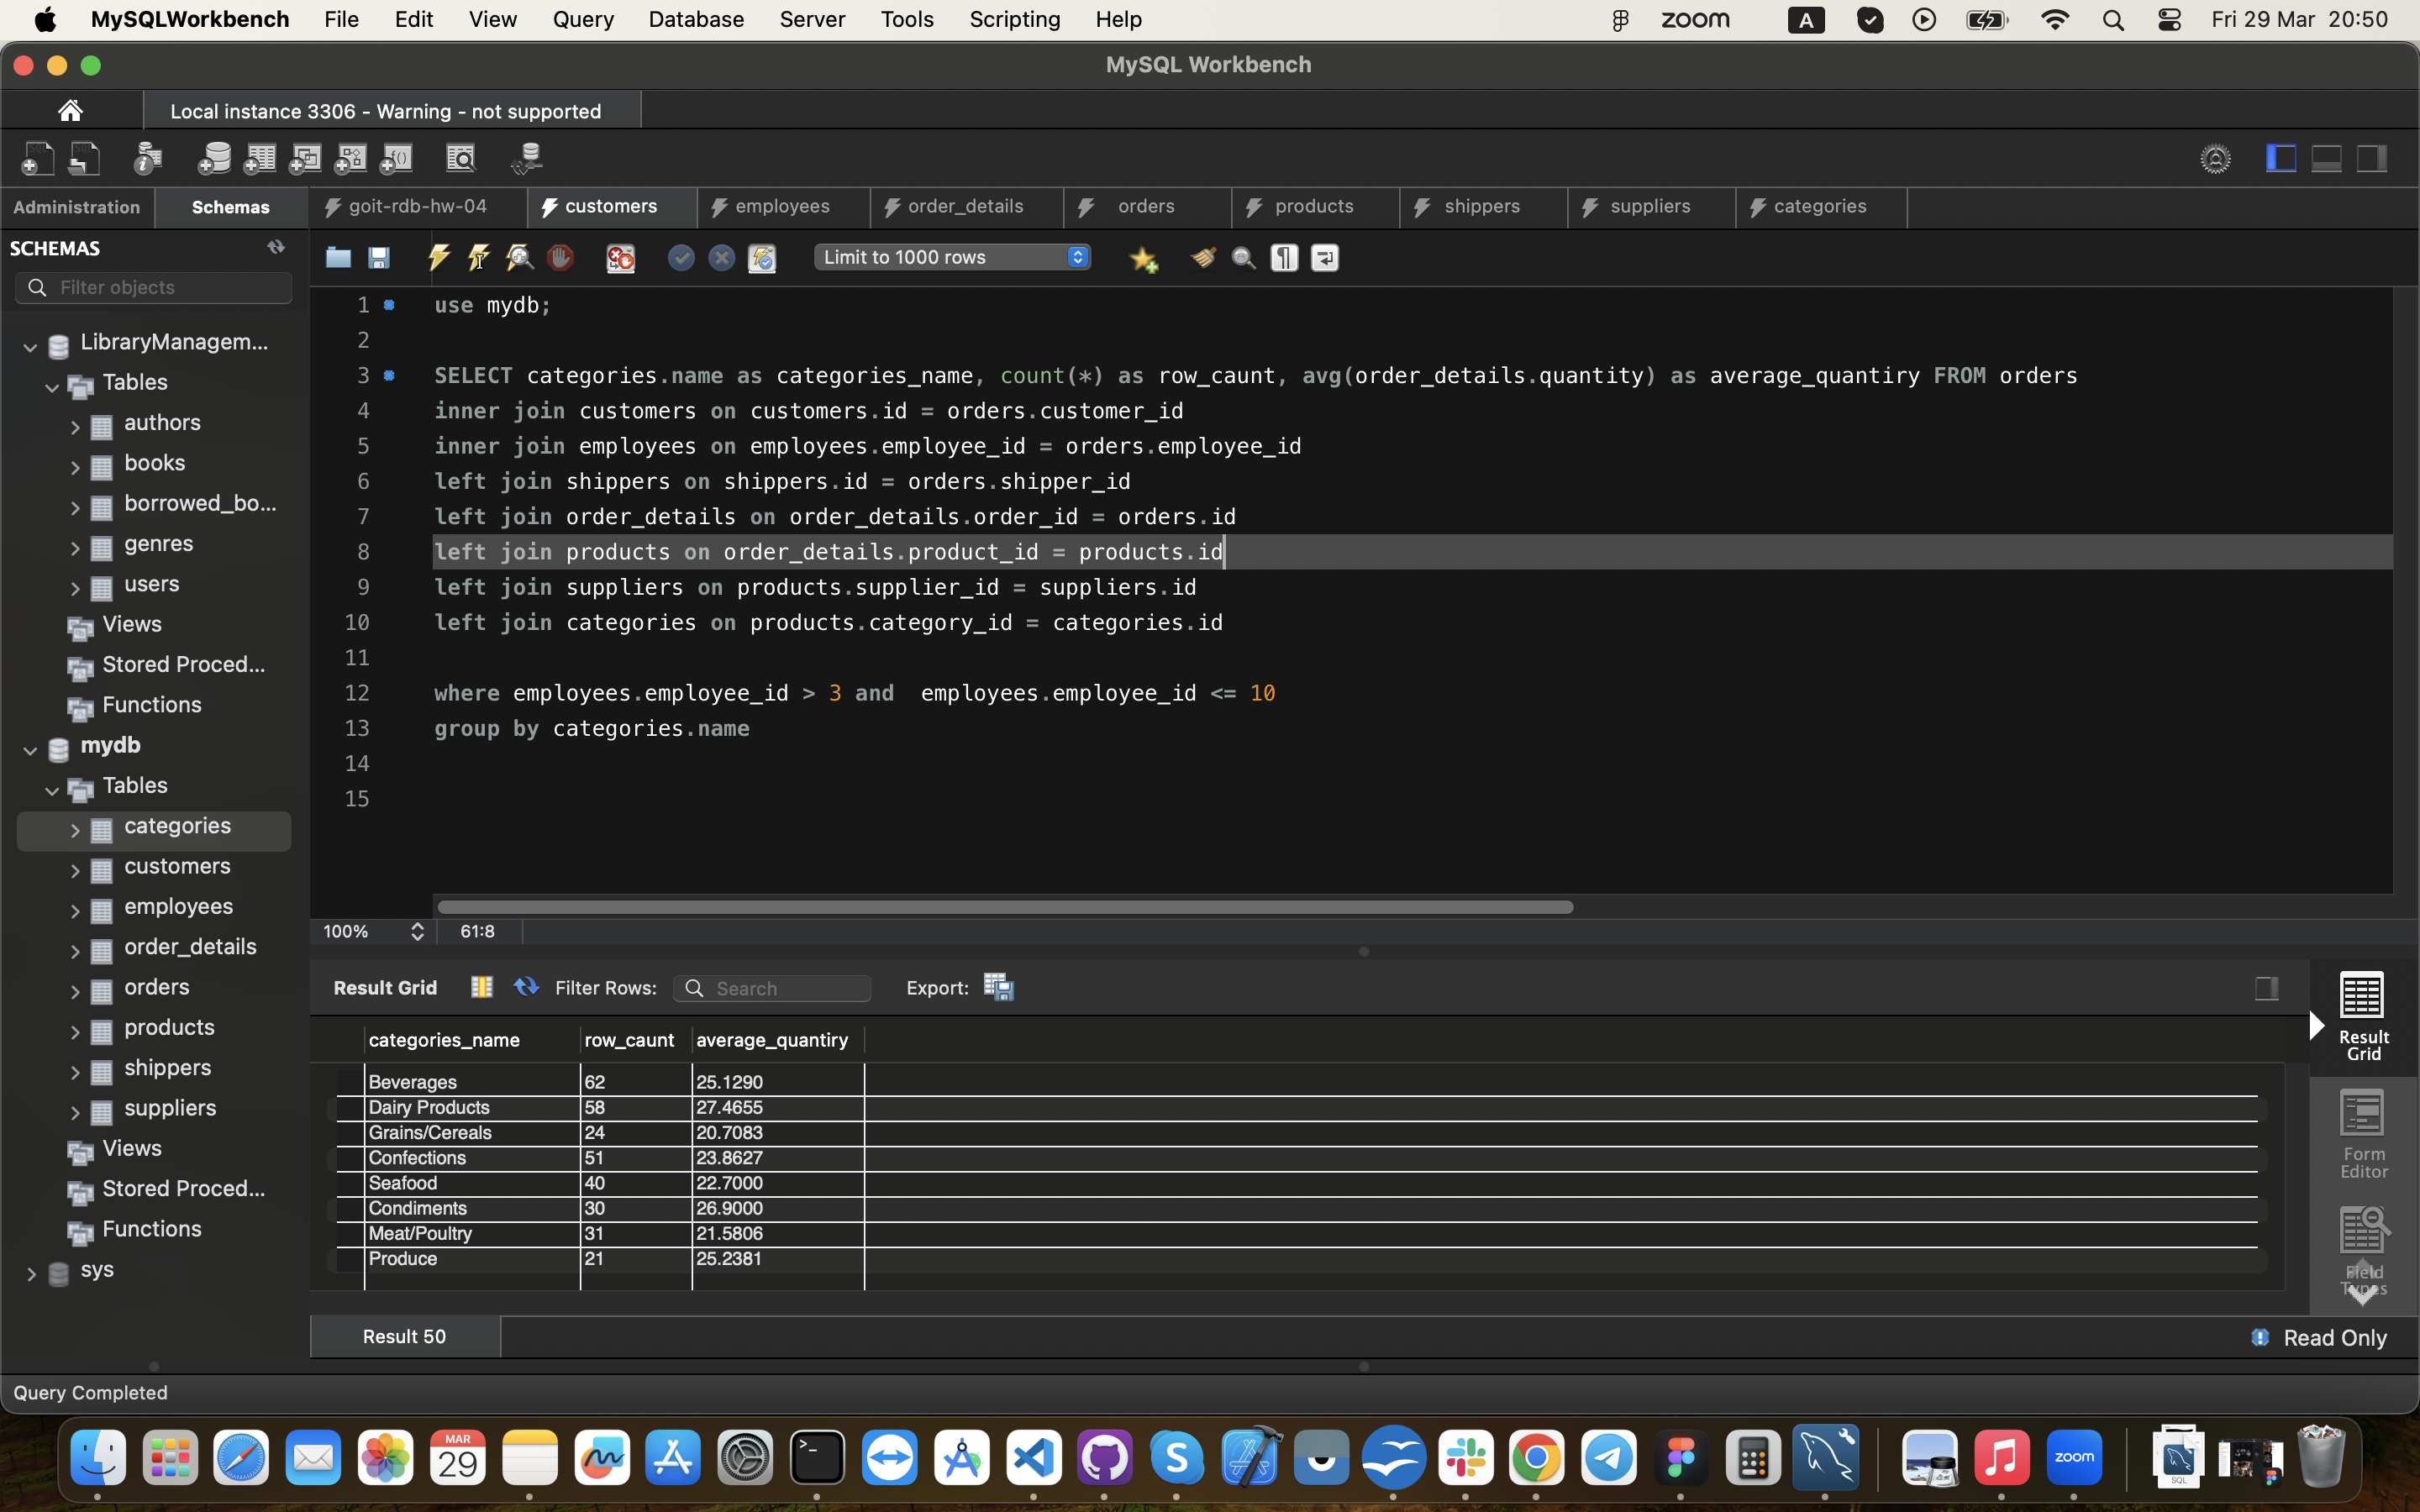 MySQLWorkbench File Edit View Query Database Server Tools Scripting Help zoom A Fri 29 Mar 20:50
MySQL Workbench
Local instance 3306 - Warning - not supported
Administration Schemas goit-rdb-hw-04 customers employees order_details orders products shippers suppliers categories
SCHEMAS
Limit to 1000 rows
Filter objects
LibraryManagem...
Tables
authors
books
borrowed_bo...
genres
users
Views
Stored Proced...
Functions
mydb
Tables
categories
customers
employees
order_details
orders
products
shippers
suppliers
Views
Stored Proced...
Functions
sys
1 use mydb;
2
3 SELECT categories.name as categories_name, count(*) as row_caunt, avg(order_details.quantity) as average_quantiry FROM orders
4 inner join customers on customers.id = orders.customer_id
5 inner join employees on employees.employee_id = orders.employee_id
6 left join shippers on shippers.id = orders.shipper_id
7 left join order_details on order_details.order_id = orders.id
8 left join products on order_details.product_id = products.id
9 left join suppliers on products.supplier_id = suppliers.id
10 left join categories on products.category_id = categories.id
11
12 where employees.employee_id > 3 and  employees.employee_id <= 10
13 group by categories.name
14
15
100% 61:8
Result Grid Filter Rows: Search Export:
categories_name row_caunt average_quantiry
Beverages 62 25.1290
Dairy Products 58 27.4655
Grains/Cereals 24 20.7083
Confections 51 23.8627
Seafood 40 22.7000
Condiments 30 26.9000
Meat/Poultry 31 21.5806
Produce 21 25.2381
Result
Grid
Form
Editor
Field
Types
Result 50
Read Only
Query Completed
MAR
29
zoom
SQL